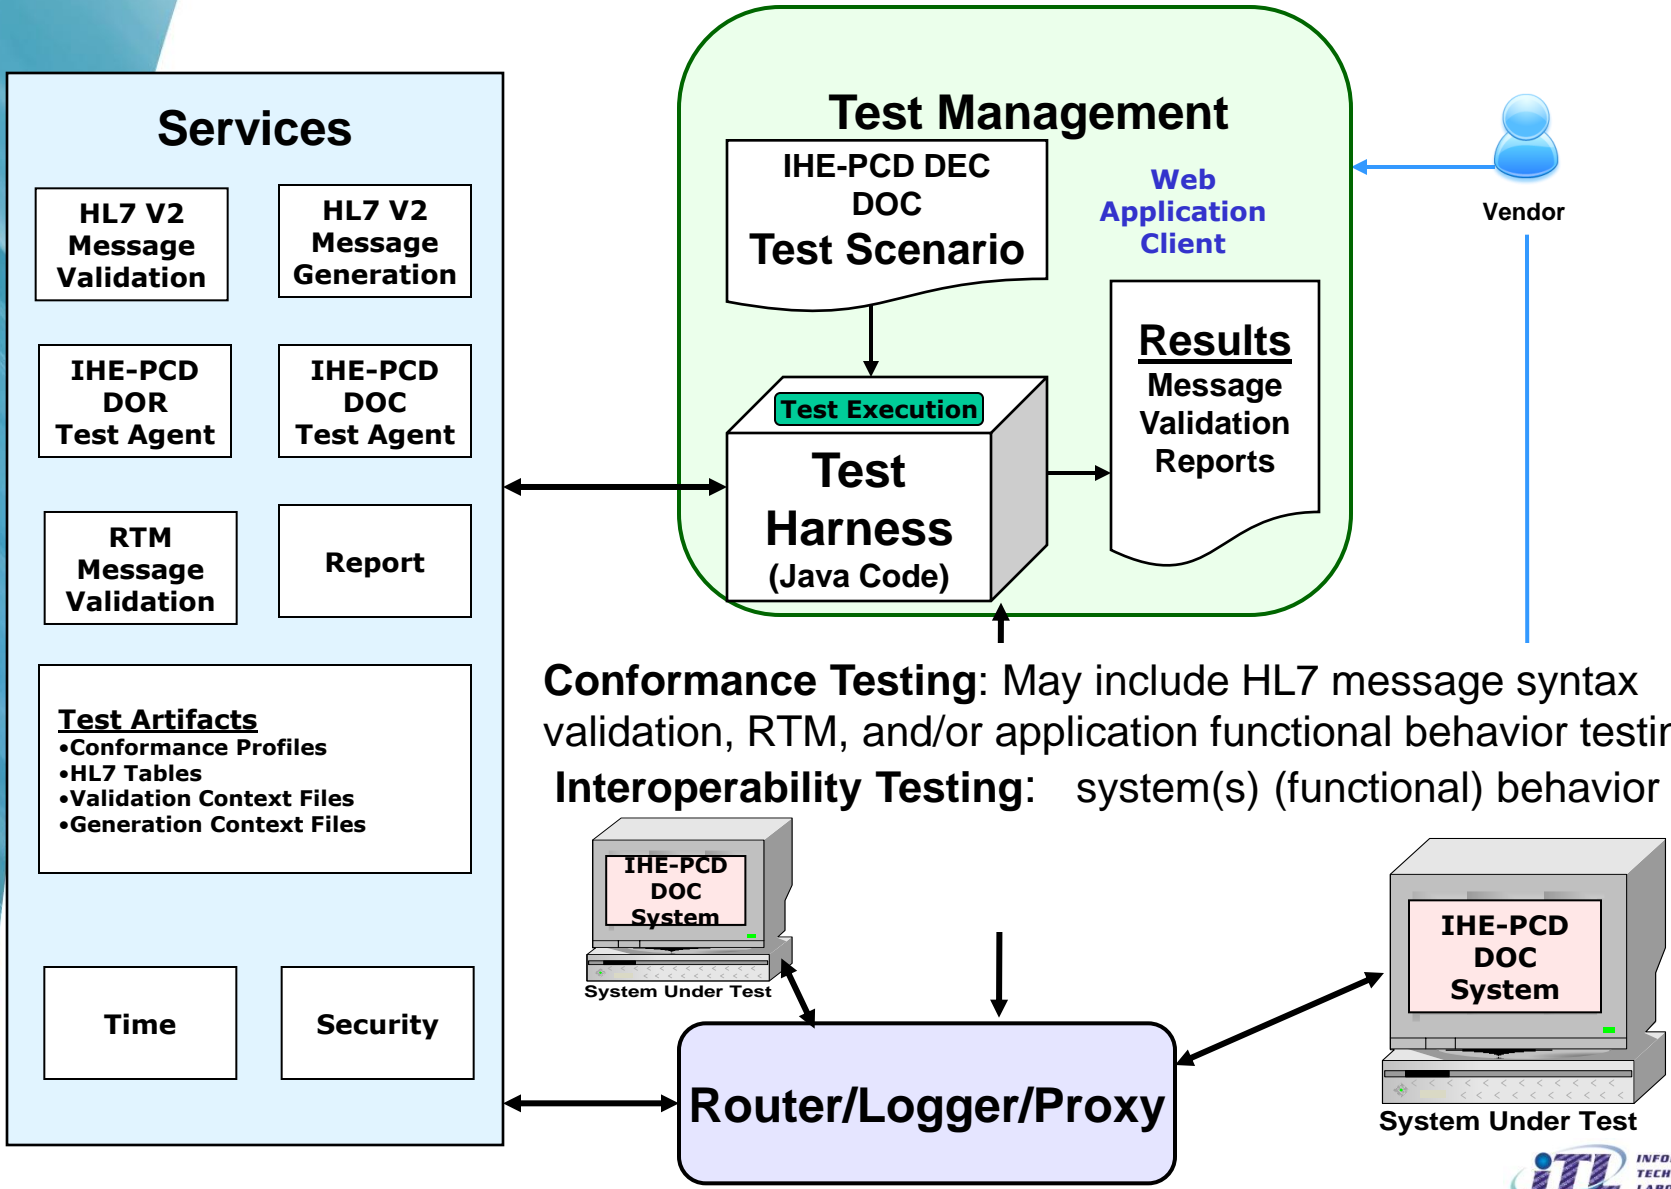 Services
HL7 V2
Message
Validation
HL7 V2
Message
Generation
IHE-PCD
DOR
Test Agent
IHE-PCD
DOC
Test Agent
RTM
Message
Validation
Report
Test Artifacts
•Conformance Profiles
•HL7 Tables
•Validation Context Files
•Generation Context Files
Time
Security
Test Management
IHE-PCD DEC
DOC
Test Scenario
Web
Application
Client
Test Execution
Test
Harness
(Java Code)
Results
Message
Validation
Reports
Vendor
Conformance Testing: May include HL7 message syntax
validation, RTM, and/or application functional behavior
Interoperability Testing: system(s) (functional) behavior
IHE-PCD
DOC
System
System Under Test
IHE-PCD
DOC
System
System Under Test
Router/Logger/Proxy
ITL